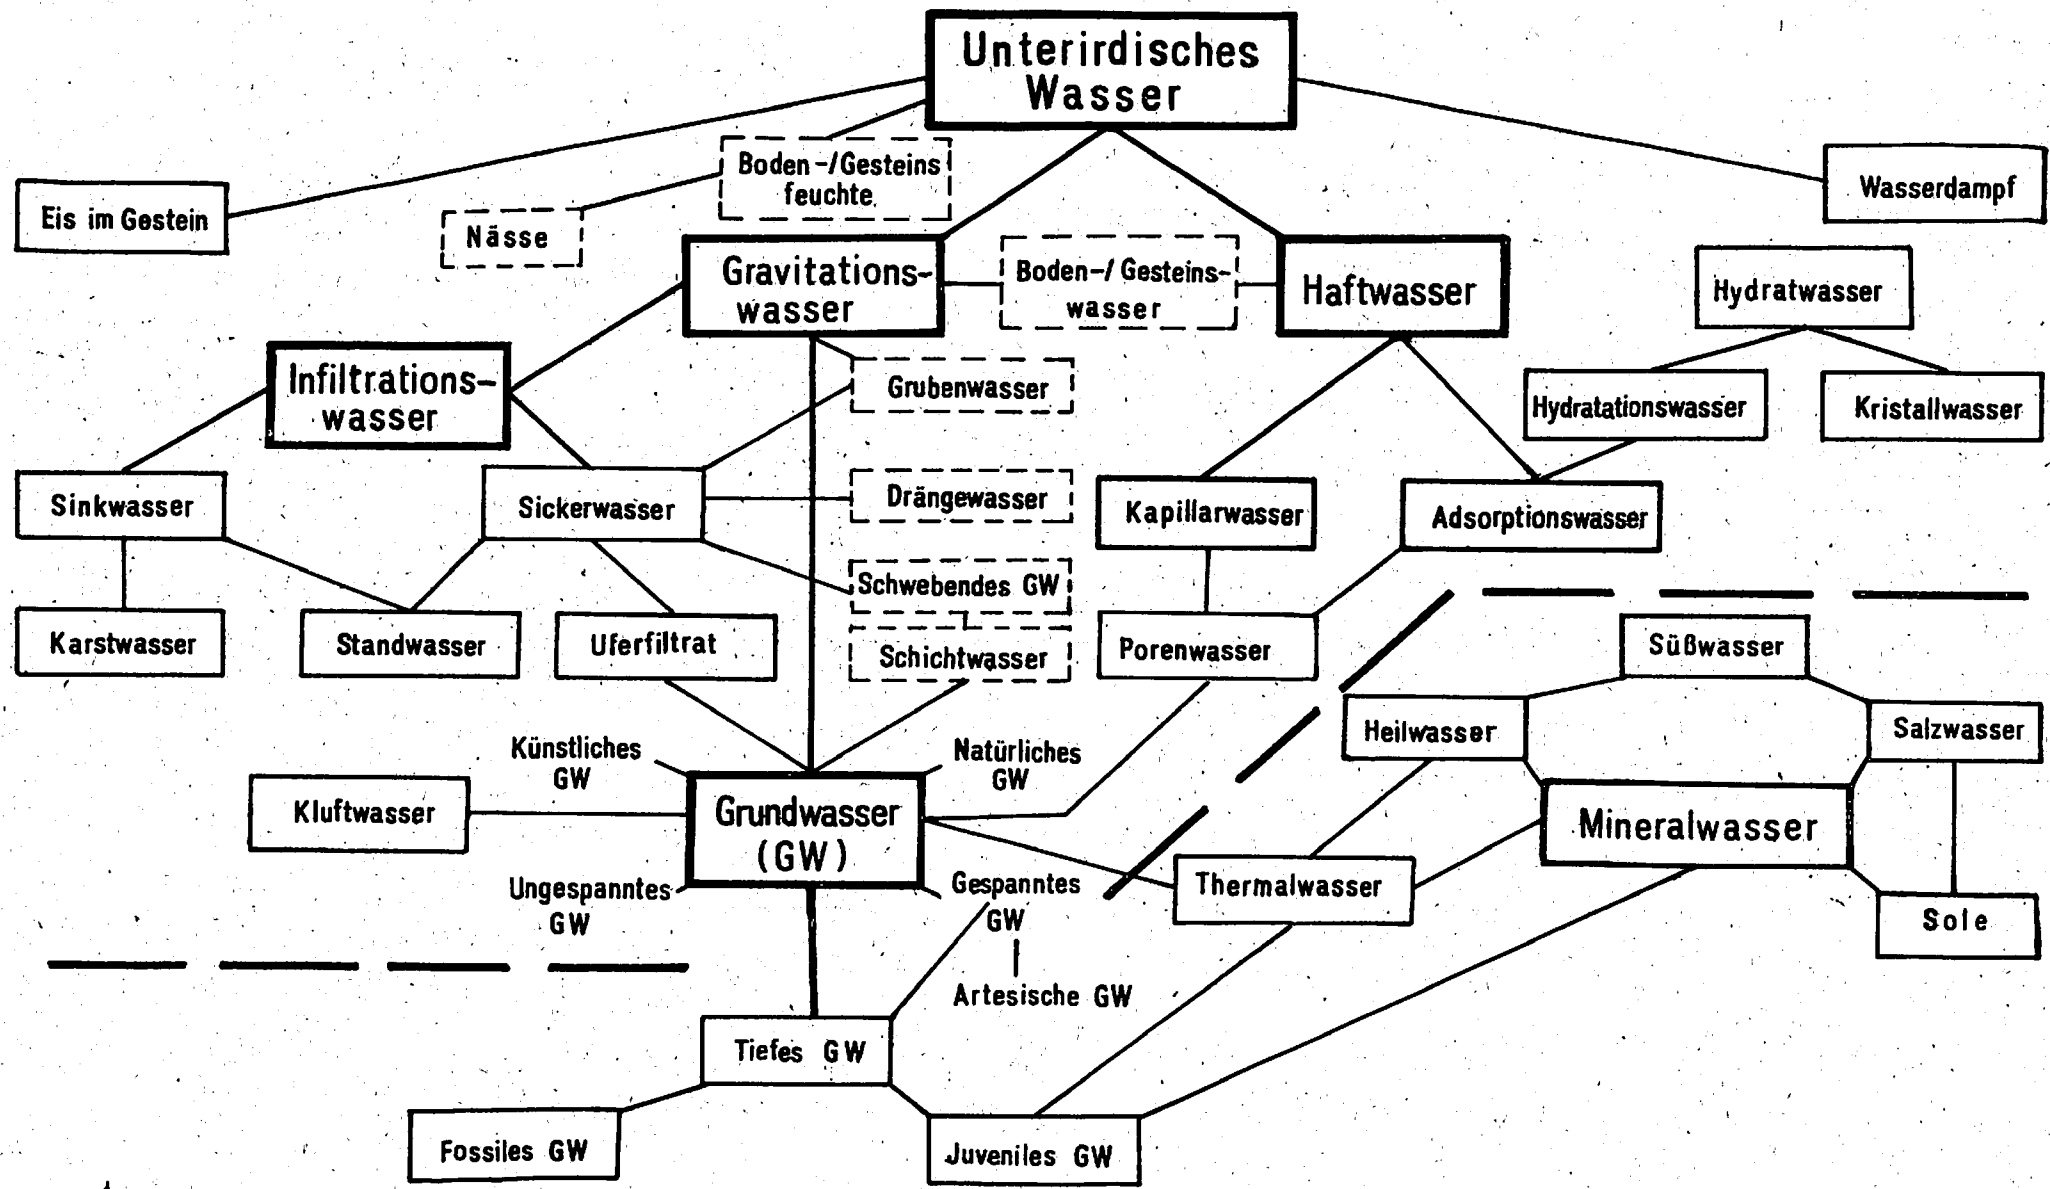 Unterirdisches
Wasser
Boden-/Gesteins
feuchte
Wasserdampf
Eis im Gestein
Nässe
Gravitations-
wasser
Boden-/Gesteins-
wasser
Haftwasser
Hydratwasser
Infiltrations-
wasser
Grubenwasser
Hydratationswasser
Kristallwasser
Sinkwasser
Sickerwasser
Drängewasser
Kapillarwasser
Adsorptionswasser
Schwebendes GW
Karstwasser
Standwasser
Uferfiltrat
Schichtwasser
Porenwasser
Süßwasser
Heilwasser
Salzwasser
Künstliches
GW
Natürliches
GW
Kluftwasser
Grundwasser
(GW)
Mineralwasser
Ungespanntes
GW
Gespanntes
GW
Thermalwasser
Sole
Artesische GW
Tiefes GW
Fossiles GW
Juveniles GW